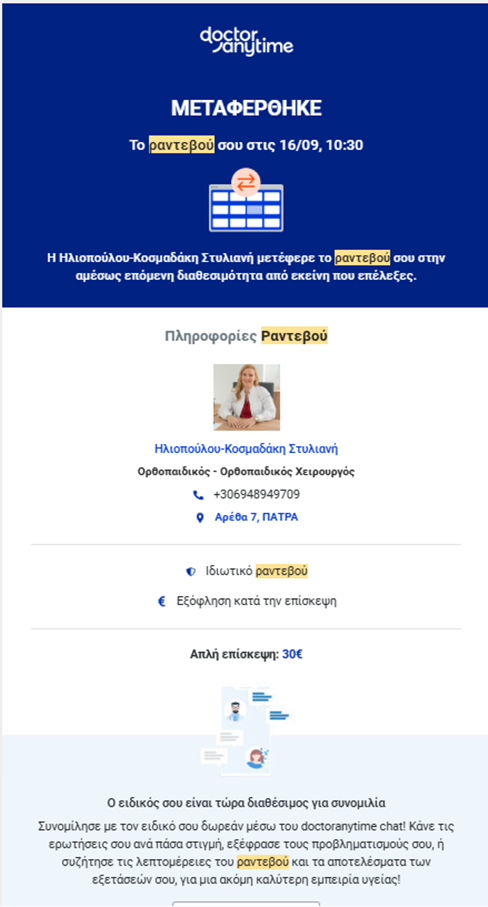 doctor
anytime
ΜΕΤΑΦΕΡΘΗΚΕ
Το ραντεβού σου στις 16/09, 10:30
Η Ηλιοπούλου-Κοσμαδάκη Στυλιανή μετέφερε το ραντεβού σου στην
αμέσως επόμενη διαθεσιμότητα από εκείνη που επέλεξες.
Πληροφορίες Ραντεβού
Ηλιοπούλου-Κοσμαδάκη Στυλιανή
Ορθοπαιδικός - Ορθοπαιδικός Χειρουργός
+306948949709
Αρέθα 7, ΠΑΤΡΑ
Ιδιωτικό ραντεβού
€ Εξόφληση κατά την επίσκεψη
Απλή επίσκεψη: 30€
Ο ειδικός σου είναι τώρα διαθέσιμος για συνομιλία
Συνομίλησε με τον ειδικό σου δωρεάν μέσω του doctoranytime chat! Κάνε τις
ερωτήσεις σου ανά πάσα στιγμή, εξέφρασε τους προβληματισμούς σου, ή
συζήτησε τις λεπτομέρειες του ραντεβού και τα αποτελέσματα των
εξετάσεών σου, για μια ακόμη καλύτερη εμπειρία υγείας!